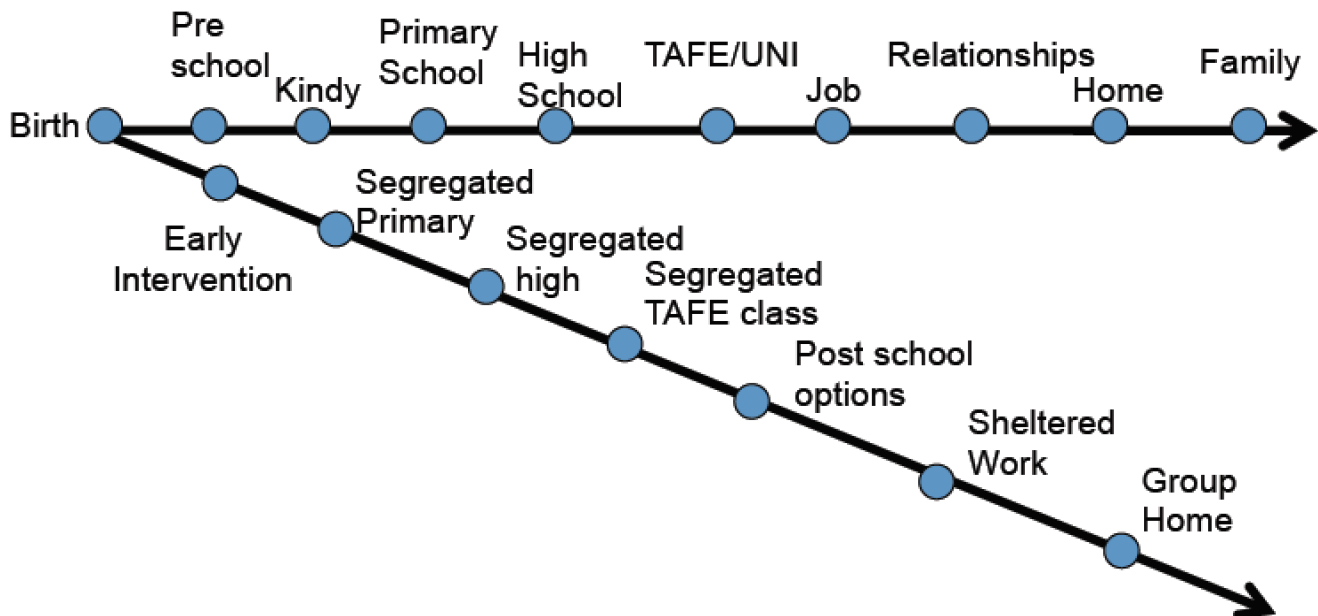 Birth
Pre
school
Kindy
Primary
School
High
School
TAFE/UNI
Job
Relationships
Home
Family
Early
Intervention
Segregated
Primary
Segregated
high
Segregated
TAFE class
Post school
options
Sheltered
Work
Group
Home